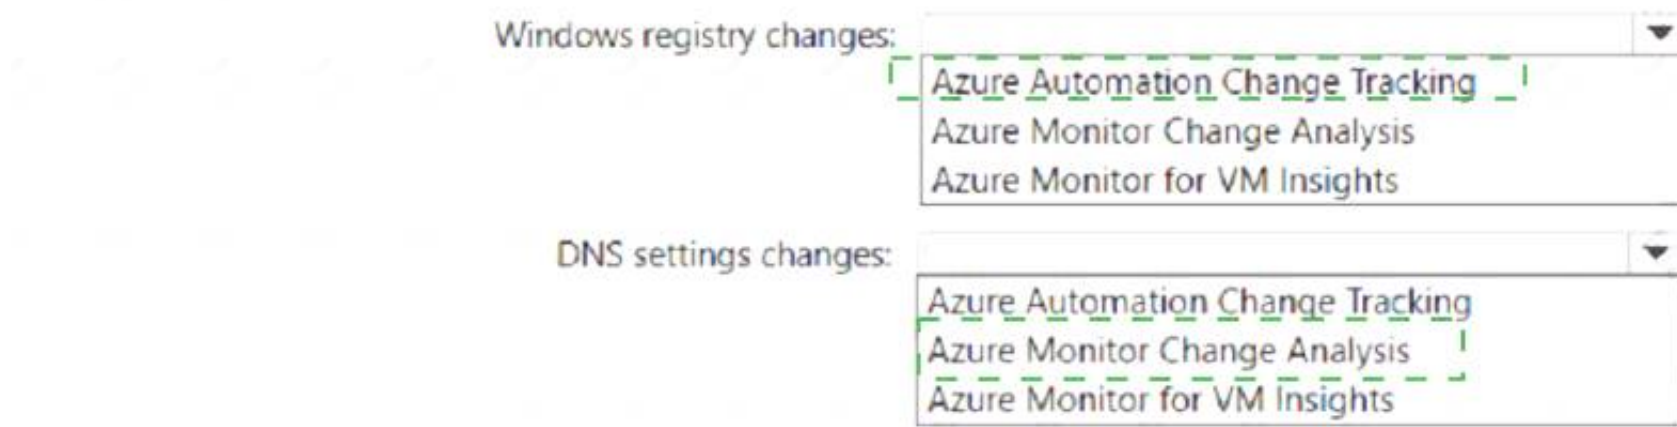 Windows registry changes:
Azure Automation Change Tracking
Azure Monitor Change Analysis
Azure Monitor for VM Insights
DNS settings changes:
Azure Automation Change Tracking
Azure Monitor Change Analysis
Azure Monitor for VM Insights